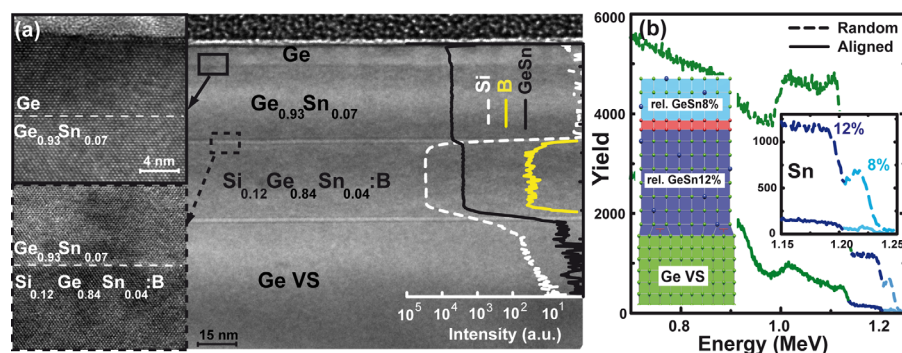 (a)
Ge
Ge0.93Sn0.07
4 nm
Ge0.93Sn0.07
Si0.12Ge0.84Sn0.04:B
Ge
Ge0.93Sn0.07
Si0.12Ge0.84Sn0.04:B
Ge VS
15 nm
Si
B
GeSn
10^5 10^4 10^3 10^2 10^1
Intensity (a.u.)
(b)
Random
Aligned
6000
4000
2000
0
Yield
rel. GeSn8%
rel. GeSn12%
Ge VS
1000
500
0
Sn
12%
8%
1.15 1.20 1.25
0.8 1.0 1.2
Energy (MeV)